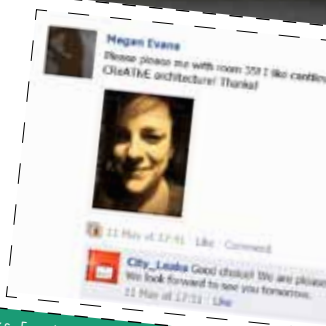 Megan Evans
Please please me with room 35! I like cantilev
CReATIVE architecture! Thanks!
11 May at 17:41 · Like · Comment
City_Leaks Good choice! We are please
We look forward to see you tomorrow.
11 May at 17:51 · Like